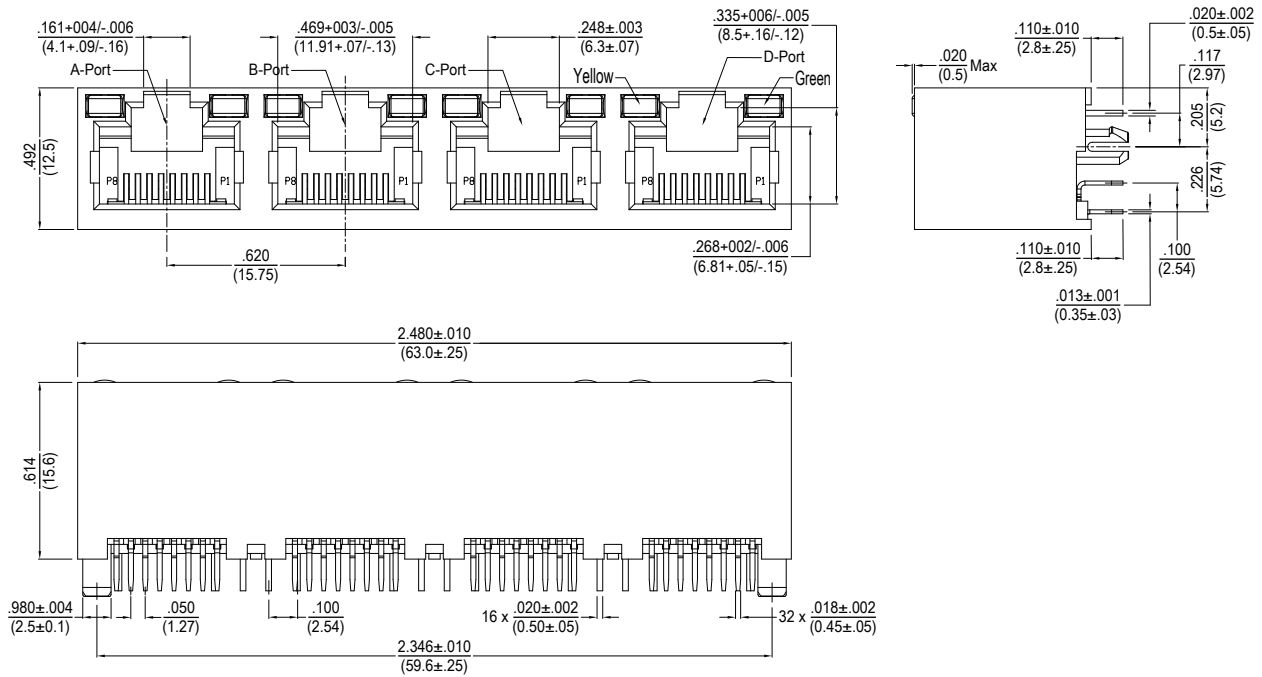 .161+004/-.006
(4.1+.09/-.16)
.469+003/-.005
(11.91+.07/-.13)
.248±.003
(6.3±.07)
.335+006/-.005
(8.5+.16/-.12)
A-Port
B-Port
C-Port
D-Port
Yellow
Green
.492
(12.5)
P8
P1
P8
P1
P8
P1
P8
P1
.620
(15.75)
.268+002/-.006
(6.81+.05/-.15)
.020
(0.5)
Max
.110±.010
(2.8±.25)
.020±.002
(0.5±.05)
.117
(2.97)
.205
(5.2)
.226
(5.74)
.110±.010
(2.8±.25)
.100
(2.54)
.013±.001
(0.35±.03)
2.480±.010
(63.0±.25)
.614
(15.6)
.980±.004
(2.5±0.1)
.050
(1.27)
.100
(2.54)
16 x .020±.002
(0.50±.05)
32 x .018±.002
(0.45±.05)
2.346±.010
(59.6±.25)